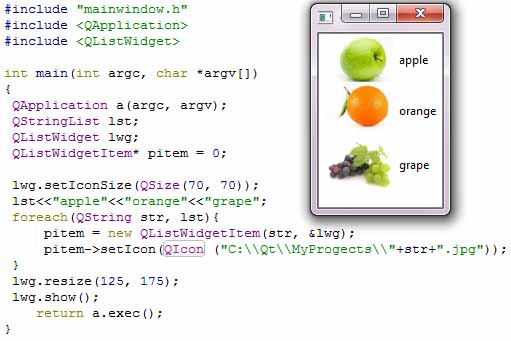 #include "mainwindow.h"
#include <QApplication>
#include <QListWidget>
int main(int argc, char *argv[])
{
QApplication a(argc, argv);
QStringList lst;
QListWidget lwg;
QListWidgetItem* pitem = 0;
lwg.setIconSize(QSize(70, 70));
lst<<"apple"<<"orange"<<"grape";
foreach(QString str, lst){
pitem = new QListWidgetItem(str, &lwg);
pitem->setIcon(QIcon ("C:\\Qt\\MyProgects\\"+str+".jpg"));
}
lwg.resize(125, 175);
lwg.show();
return a.exec();
}
apple
orange
grape